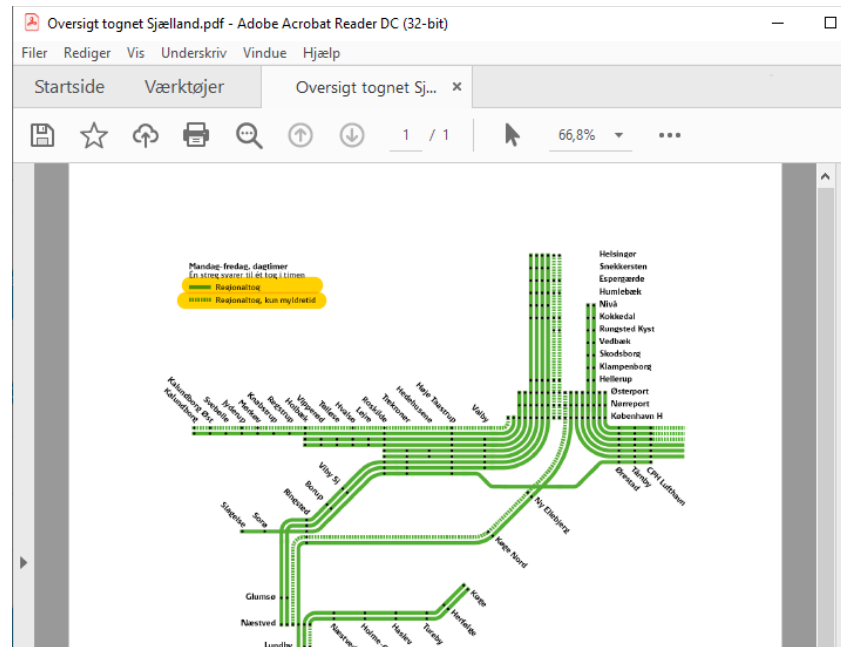 Oversigt tognet Sjælland.pdf - Adobe Acrobat Reader DC (32-bit)
Filer Rediger Vis Underskriv Vindue Hjælp
Startside Værktøjer Oversigt tognet Sj... ×
1 / 1 66,8%
Mandag-fredag, dagtimer
Én streg svarer til ét tog i timen
Regionaltog
Regionaltog, kun myldretid
Helsingør
Snekkersten
Espergærde
Humlebæk
Nivå
Kokkedal
Rungsted Kyst
Vedbæk
Skodsborg
Klampenborg
Hellerup
Østerport
Nørreport
København H
Kalundborg
Kalundborg Øst
Svebølle
Jyderup
Mørkøv
Knabstrup
Regstrup
Holbæk
Vipperød
Tølløse
Hvalsø
Lejre
Roskilde
Trekroner
Hedehusene
Høje Taastrup
Valby
Ørestad
Tårnby
CPH Lufthavn
Ny Ellebjerg
Køge Nord
Viby Sj
Borup
Ringsted
Sorø
Slagelse
Glumsø
Næstved
Lundby
Køge
Herfølge
Tureby
Haslev